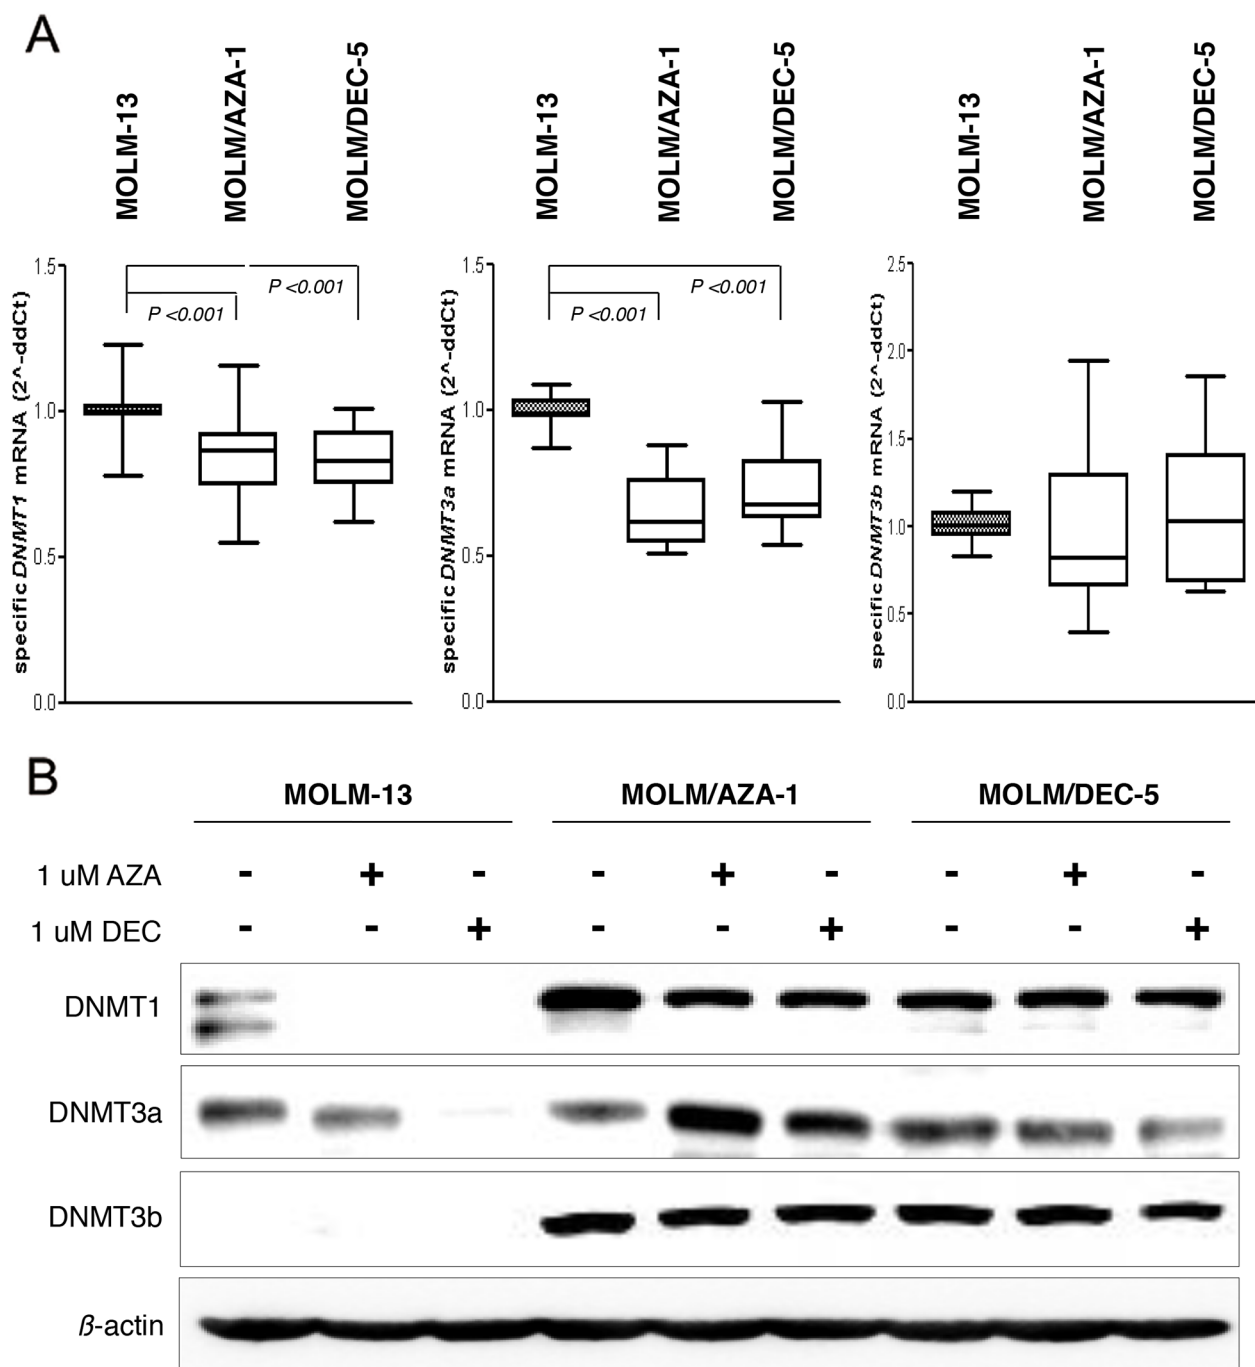 A
MOLM-13
MOLM/AZA-1
MOLM/DEC-5
MOLM-13
MOLM/AZA-1
MOLM/DEC-5
MOLM-13
MOLM/AZA-1
MOLM/DEC-5
specific DNMT1 mRNA (2^-ddCt)
1.5
1.0
0.5
0.0
P <0.001
P <0.001
specific DNMT3a mRNA (2^-ddCt)
1.5
1.0
0.5
0.0
P <0.001
P <0.001
specific DNMT3b mRNA (2^-ddCt)
2.5
2.0
1.5
1.0
0.5
0.0
B
MOLM-13 MOLM/AZA-1 MOLM/DEC-5
1 uM AZA - + - - + - - + -
1 uM DEC - - + - - + - - +
DNMT1
DNMT3a
DNMT3b
ß-actin